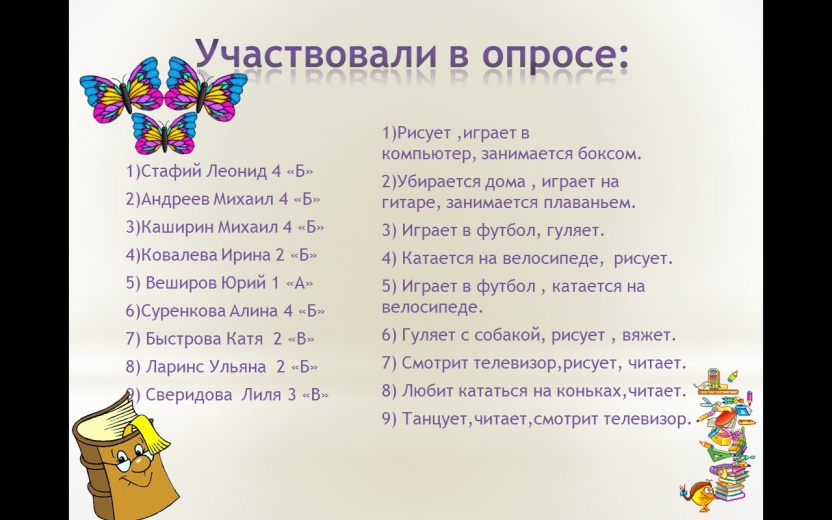 Участвовали в опросе:
1)Стафий Леонид 4 «Б»
2)Андреев Михаил 4 «Б»
3)Каширин Михаил 4 «Б»
4)Ковалева Ирина 2 «Б»
5) Веширов Юрий 1 «А»
6)Суренкова Алина 4 «Б»
7) Быстрова Катя 2 «В»
8) Ларинс Ульяна 2 «Б»
9) Сверидова Лиля 3 «В»
1)Рисует ,играет в
компьютер, занимается боксом.
2)Убирается дома , играет на
гитаре, занимается плаваньем.
3) Играет в футбол, гуляет.
4) Катается на велосипеде, рисует.
5) Играет в футбол , катается на
велосипеде.
6) Гуляет с собакой, рисует , вяжет.
7) Смотрит телевизор,рисует, читает.
8) Любит кататься на коньках,читает.
9) Танцует,читает,смотрит телевизор.